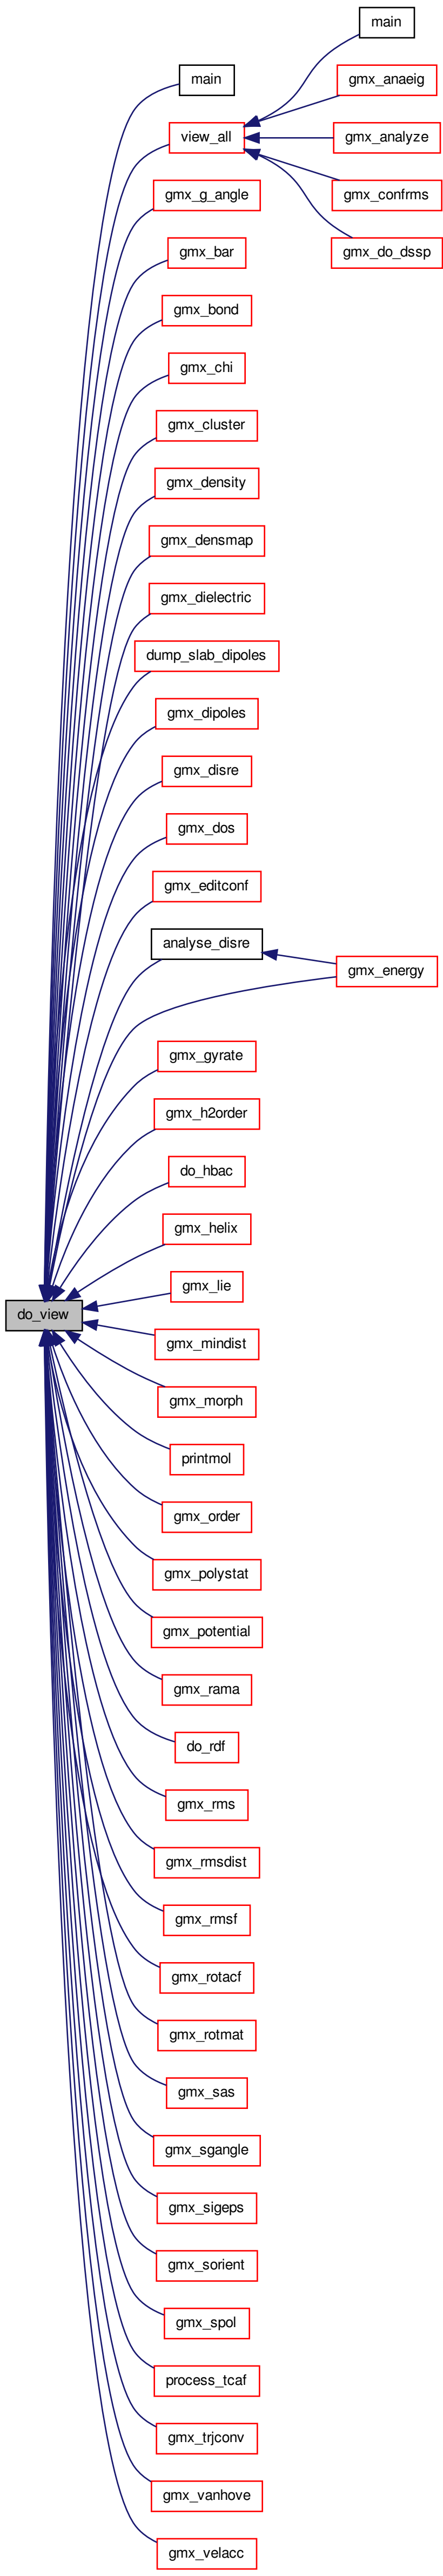 main
main
gmx_anaeig
view_all
gmx_analyze
gmx_g_angle
gmx_confrms
gmx_bar
gmx_do_dssp
gmx_bond
gmx_chi
gmx_cluster
gmx_density
gmx_densmap
gmx_dielectric
dump_slab_dipoles
gmx_dipoles
gmx_disre
gmx_dos
gmx_editconf
analyse_disre
gmx_energy
gmx_gyrate
gmx_h2order
do_hbac
gmx_helix
gmx_lie
do_view
gmx_mindist
gmx_morph
printmol
gmx_order
gmx_polystat
gmx_potential
gmx_rama
do_rdf
gmx_rms
gmx_rmsdist
gmx_rmsf
gmx_rotacf
gmx_rotmat
gmx_sas
gmx_sgangle
gmx_sigeps
gmx_sorient
gmx_spol
process_tcaf
gmx_trjconv
gmx_vanhove
gmx_velacc